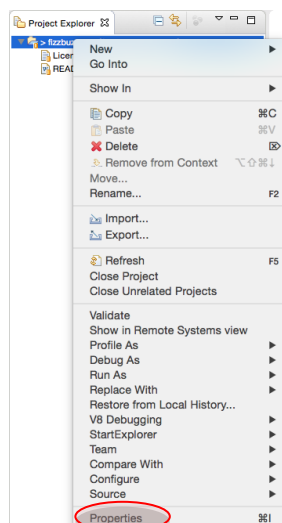 Project Explorer
> fizzbu
New
Go Into
Licen
READ
Show In
Copy ⌘C
Paste ⌘V
Delete ⌦
Remove from Context ⌥⇧⌘↓
Move...
Rename... F2
Import...
Export...
Refresh F5
Close Project
Close Unrelated Projects
Validate
Show in Remote Systems view
Profile As
Debug As
Run As
Replace With
Restore from Local History...
V8 Debugging
StartExplorer
Team
Compare With
Configure
Source
Properties ⌘I